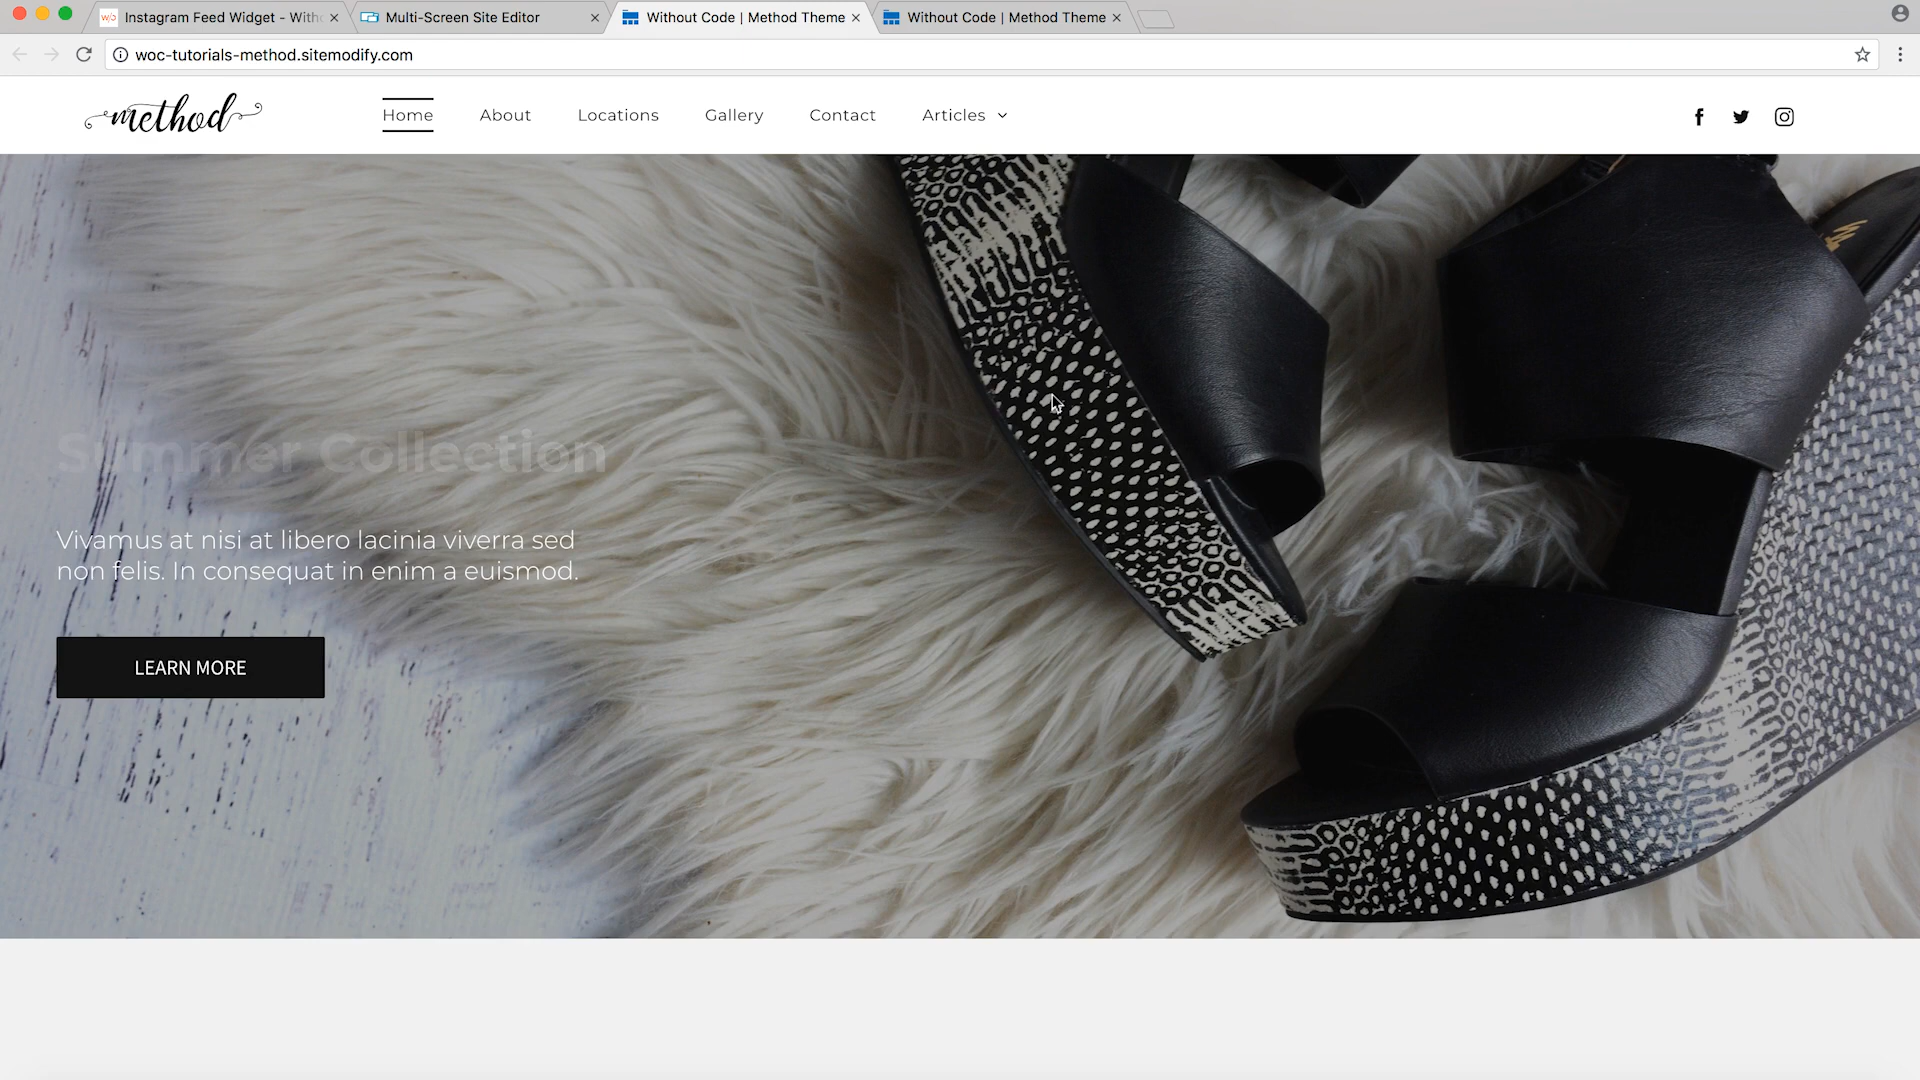 Instagram Feed Widget - With
Multi-Screen Site Editor
Without Code | Method Theme
Without Code | Method Theme
woc-tutorials-method.sitemodify.com
method
Home
About
Locations
Gallery
Contact
Articles
Summer Collection
Vivamus at nisi at libero lacinia viverra sed
non felis. In consequat in enim a euismod.
LEARN MORE